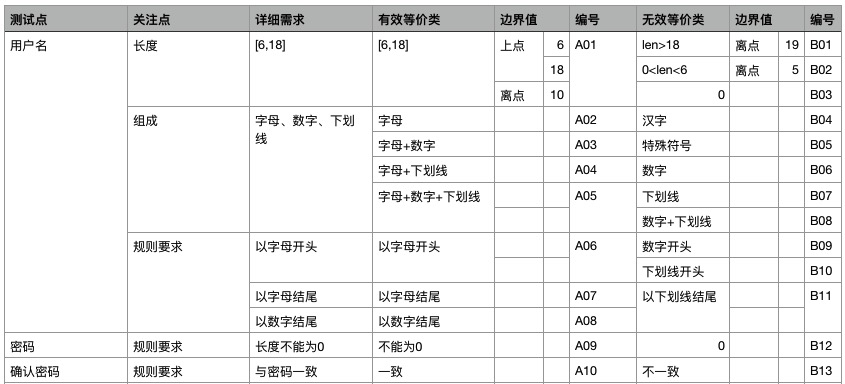 测试点 关注点 详细需求 有效等价类 边界值 编号 无效等价类 边界值 编号
用户名 长度 [6,18] [6,18] 上点 6 A01 len>18 离点 19 B01
18 0<len<6 离点 5 B02
离点 10 0 B03
组成 字母、数字、下划线 字母 A02 汉字 B04
字母+数字 A03 特殊符号 B05
字母+下划线 A04 数字 B06
字母+数字+下划线 A05 下划线 B07
数字+下划线 B08
规则要求 以字母开头 以字母开头 A06 数字开头 B09
下划线开头 B10
以字母结尾 以字母结尾 A07 以下划线结尾 B11
以数字结尾 以数字结尾 A08
密码 规则要求 长度不能为0 不能为0 A09 0 B12
确认密码 规则要求 与密码一致 一致 A10 不一致 B13